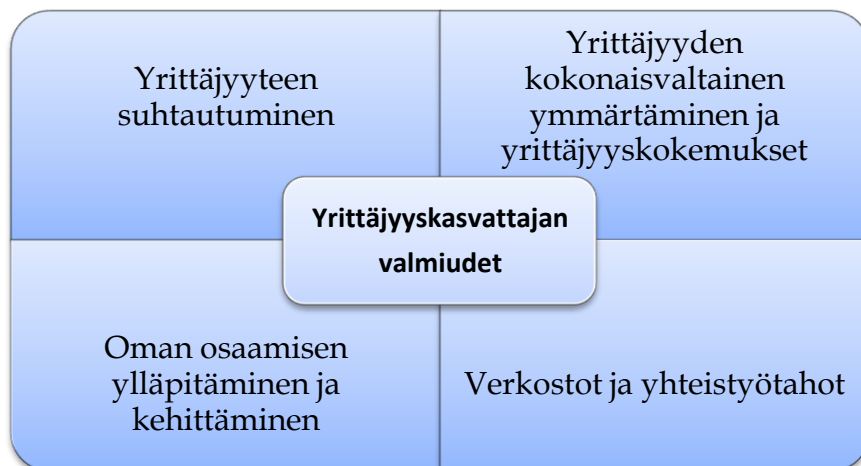 Yrittäjyyteen
suhtautuminen
Yrittäjyyden
kokonaisvaltainen
ymmärtäminen ja
yrittäjyyskokemukset
Yrittäjyyskasvattajan
valmiudet
Oman osaamisen
ylläpitäminen ja
kehittäminen
Verkostot ja yhteistyötahot